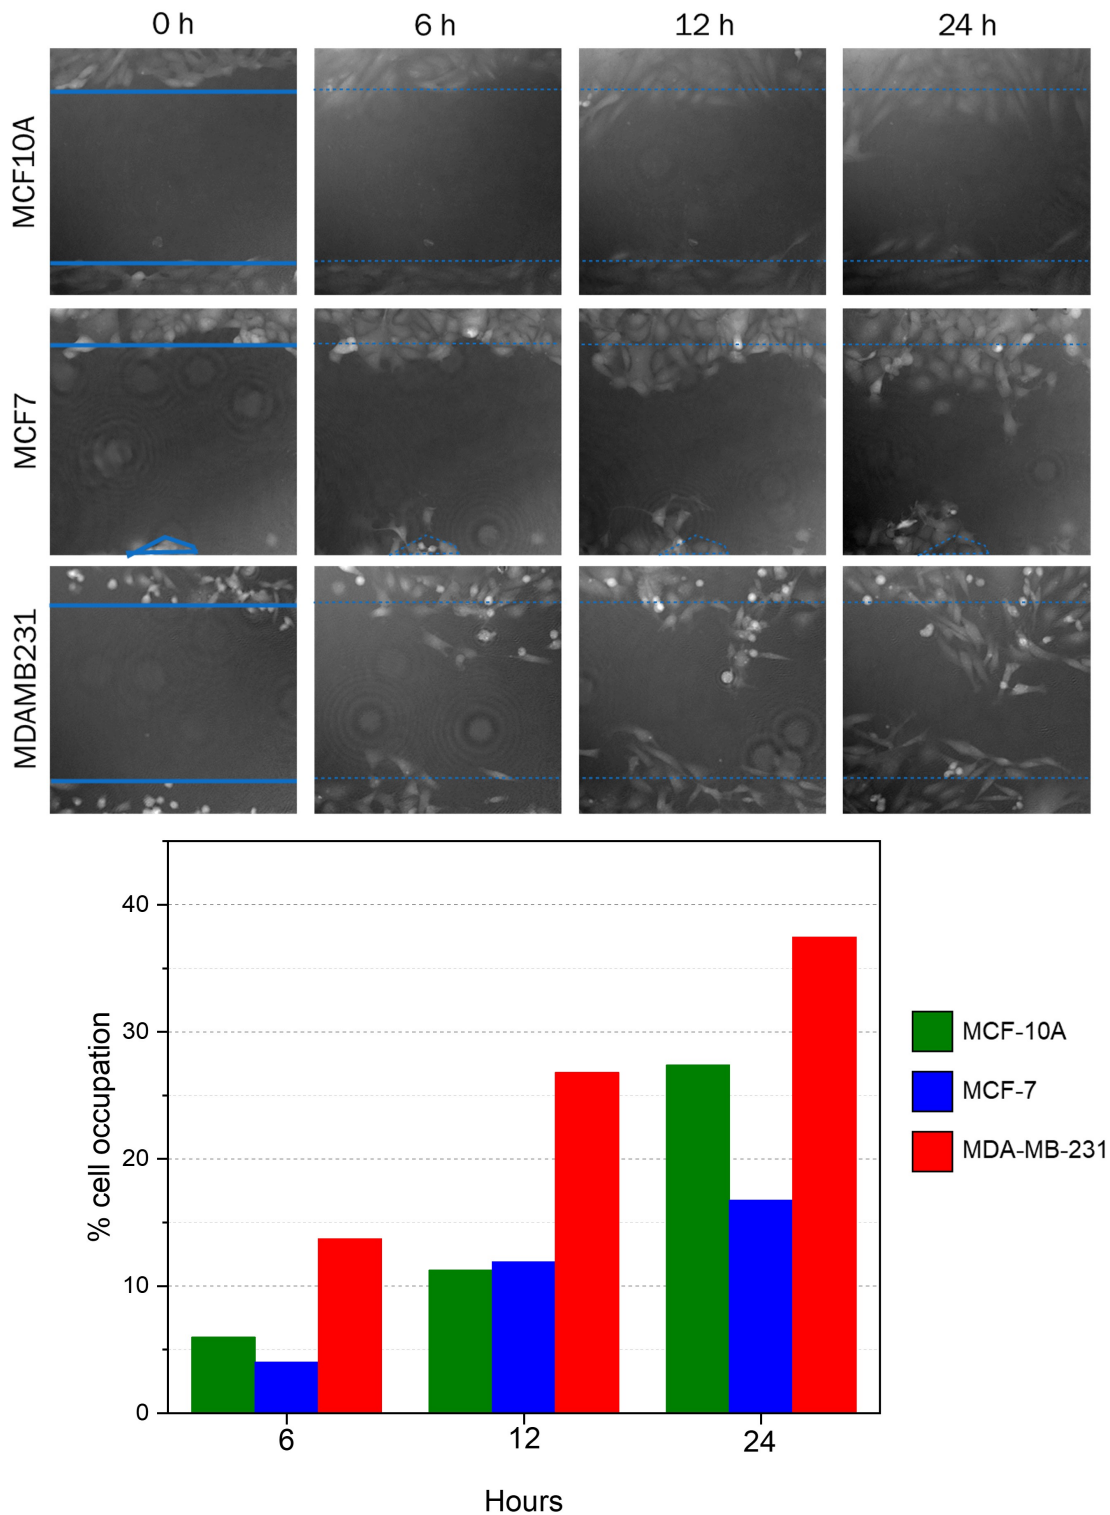 0 h 6 h 12 h 24 h
MCF10A
MCF7
MDAMB231
40
30
20
10
0
% cell occupation
6 12 24
Hours
MCF-10A
MCF-7
MDA-MB-231